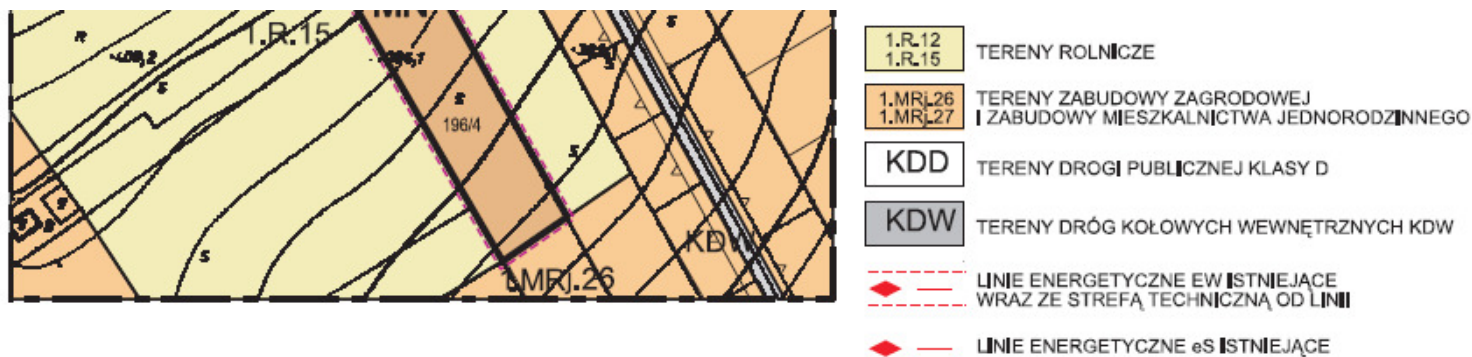 MN
1.R.15
R
S
S
S
S
S
196/4
KDW
1.MRj.26
1.R.12
1.R.15
TERENY ROLNICZE
1.MRj.26
1.MRj.27
TERENY ZABUDOWY ZAGRODOWEJ
I ZABUDOWY MIESZKALNICTWA JEDNORODZINNEGO
KDD
TERENY DROGI PUBLICZNEJ KLASY D
KDW
TERENY DRÓG KOŁOWYCH WEWNĘTRZNYCH KDW
LINIE ENERGETYCZNE EW ISTNIEJĄCE
WRAZ ZE STREFĄ TECHNICZNĄ OD LINII
LINIE ENERGETYCZNE eS ISTNIEJĄCE